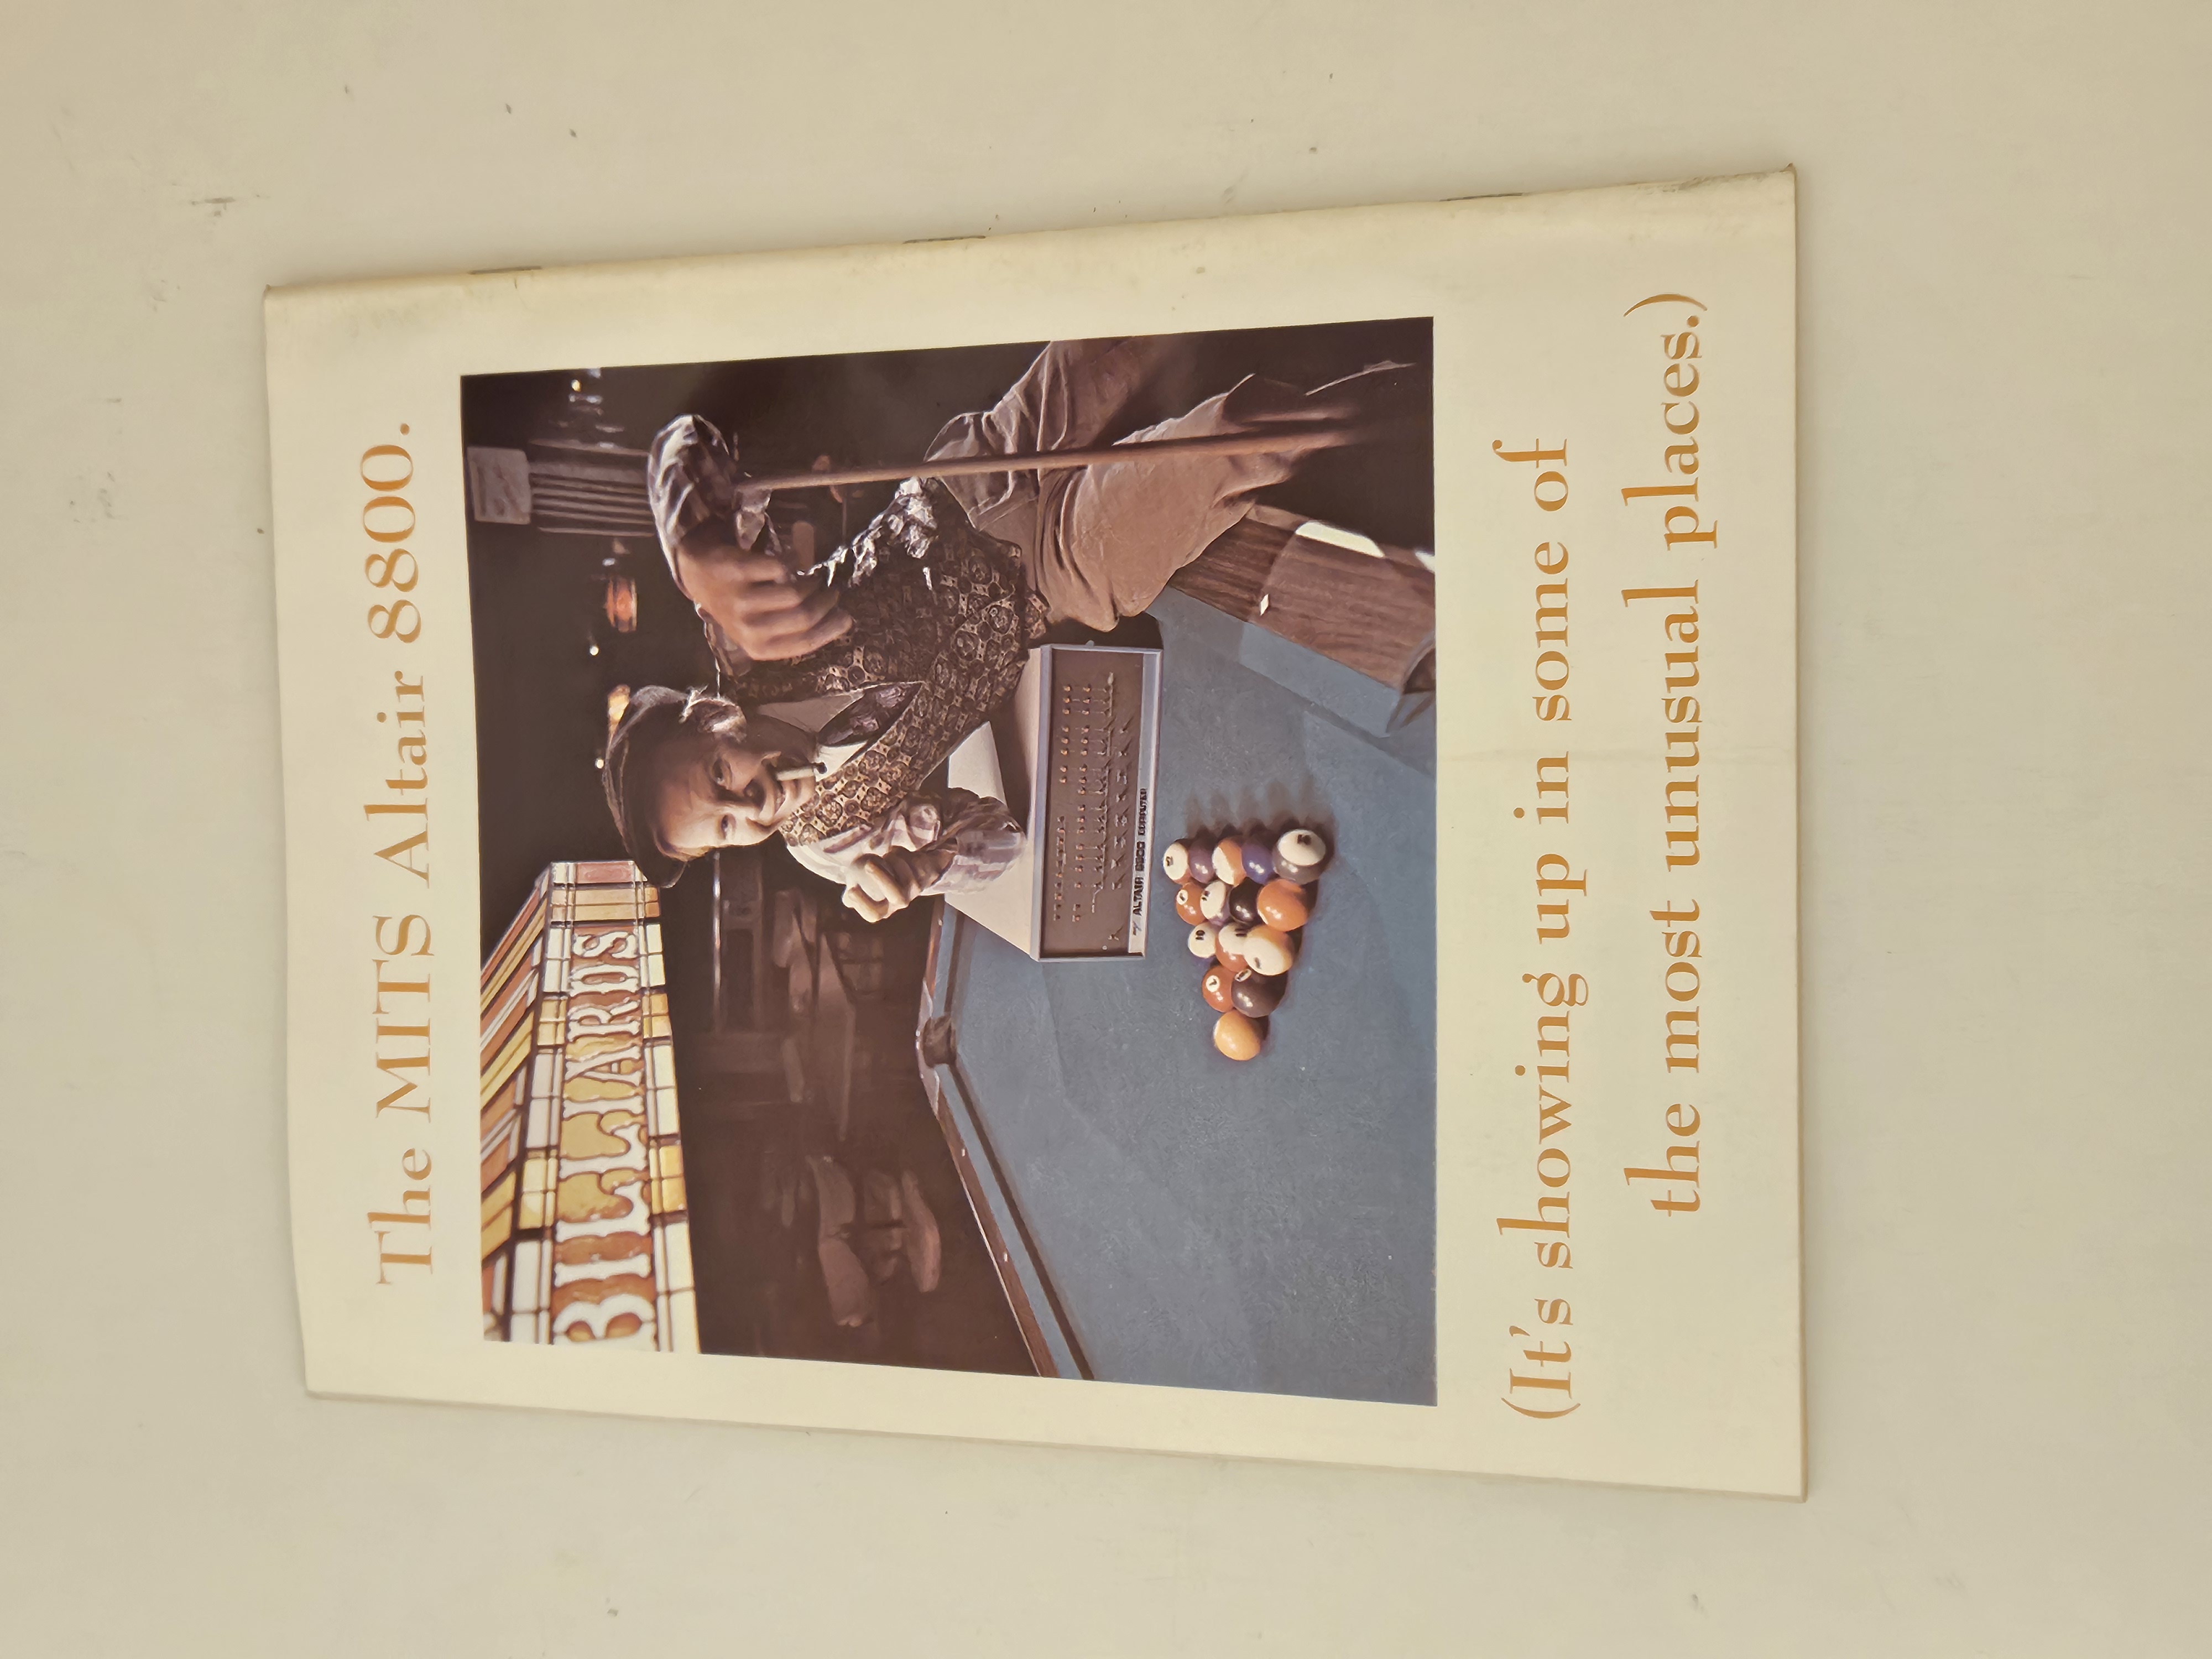 The MITS Altair 8800.
BILLIARDS
ALTAIR 8800 COMPUTER
(It's showing up in some of
the most unusual places.)